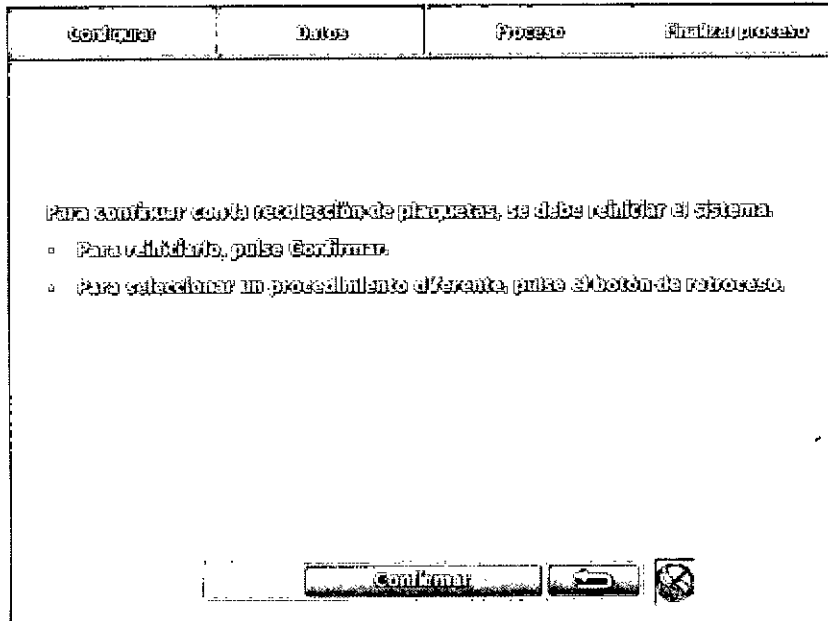 Configurar Datos Proceso Finalizar proceso
Para continuar con la recolección de plaquetas, se debe reiniciar el sistema.
▫ Para reiniciarlo, pulse Confirmar.
▫ Para seleccionar un procedimiento diferente, pulse el botón de retroceso.
Confirmar